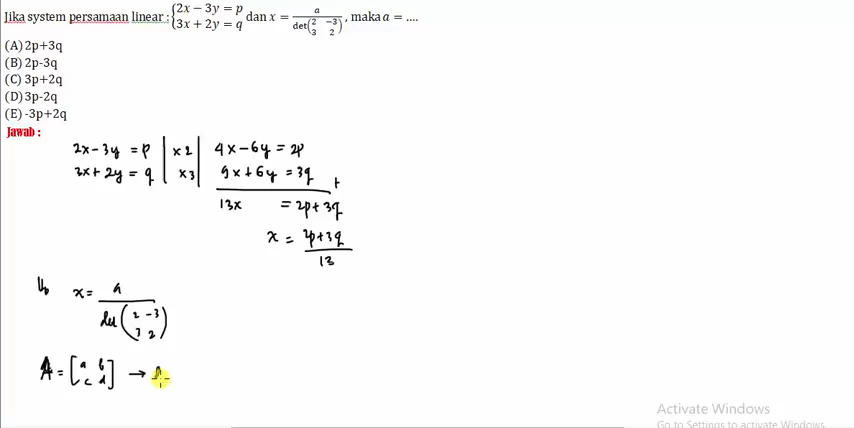 Jika system persamaan linear : {2x − 3y = p 3x + 2y = q dan x = a / det(2 −3 3 2) , maka a = ....
(A) 2p+3q
(B) 2p-3q
(C) 3p+2q
(D) 3p-2q
(E) -3p+2q
Jawab :
2x − 3y = p | x 2 | 4x − 6y = 2p
3x + 2y = q | x 3 | 9x + 6y = 3q +
13x = 2p + 3q
x = 2p + 3q / 13
x = a / det (2 −3 3 2)
A = [a b c d] →
Activate Windows
Go to Settings to activate Windows.